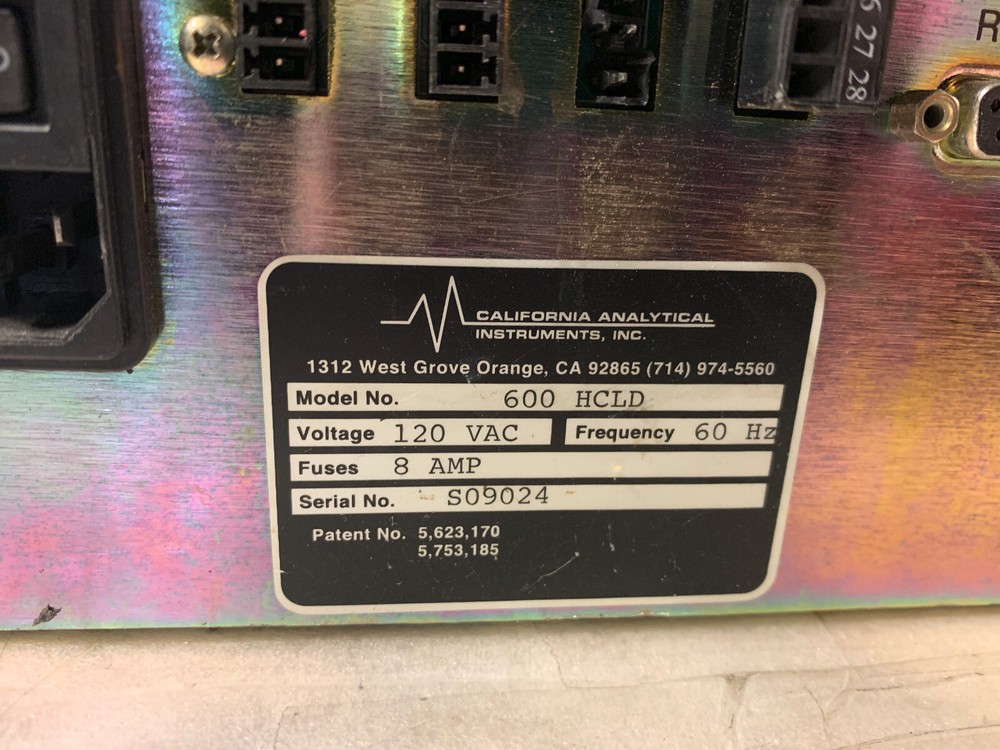 27 28
R
CALIFORNIA ANALYTICAL
INSTRUMENTS, INC.
1312 West Grove Orange, CA 92865 (714) 974-5560
Model No. 600 HCLD
Voltage 120 VAC Frequency 60 Hz
Fuses 8 AMP
Serial No. S09024
Patent No. 5,623,170
5,753,185